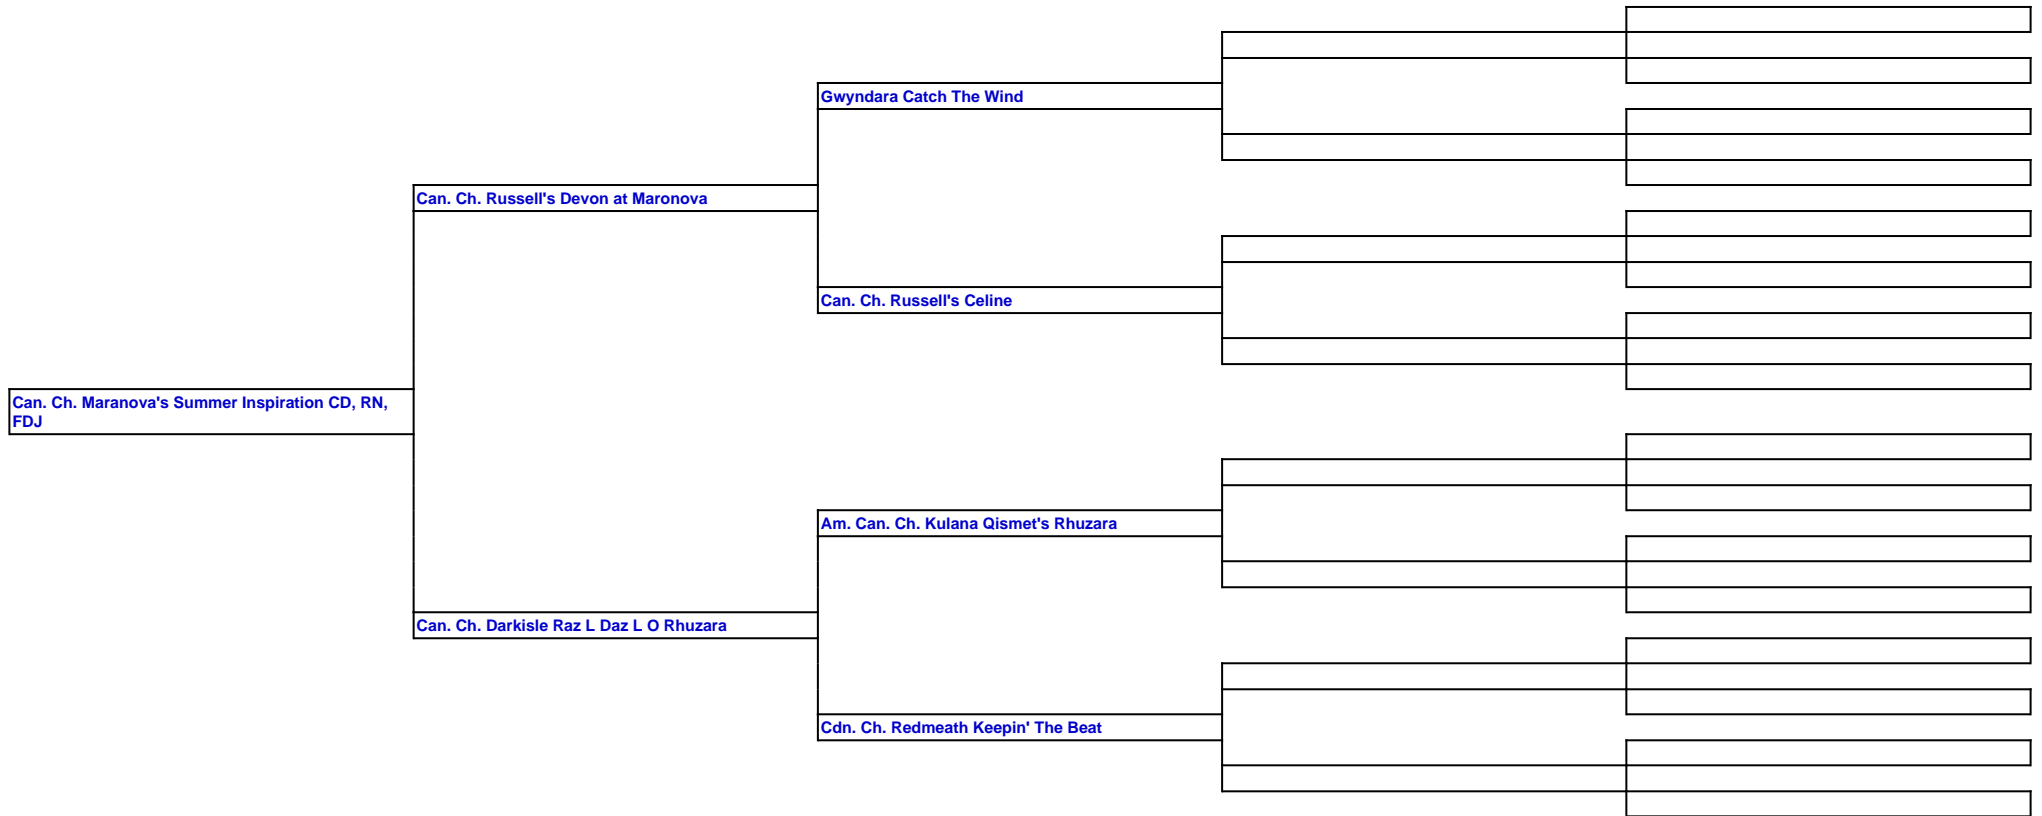 Gwyndara Catch The Wind
Can. Ch. Russell's Devon at Maronova
Can. Ch. Russell's Celine
Can. Ch. Maranova's Summer Inspiration CD, RN,
FDJ
Am. Can. Ch. Kulana Qismet's Rhuzara
Can. Ch. Darkisle Raz L Daz L O Rhuzara
Cdn. Ch. Redmeath Keepin' The Beat